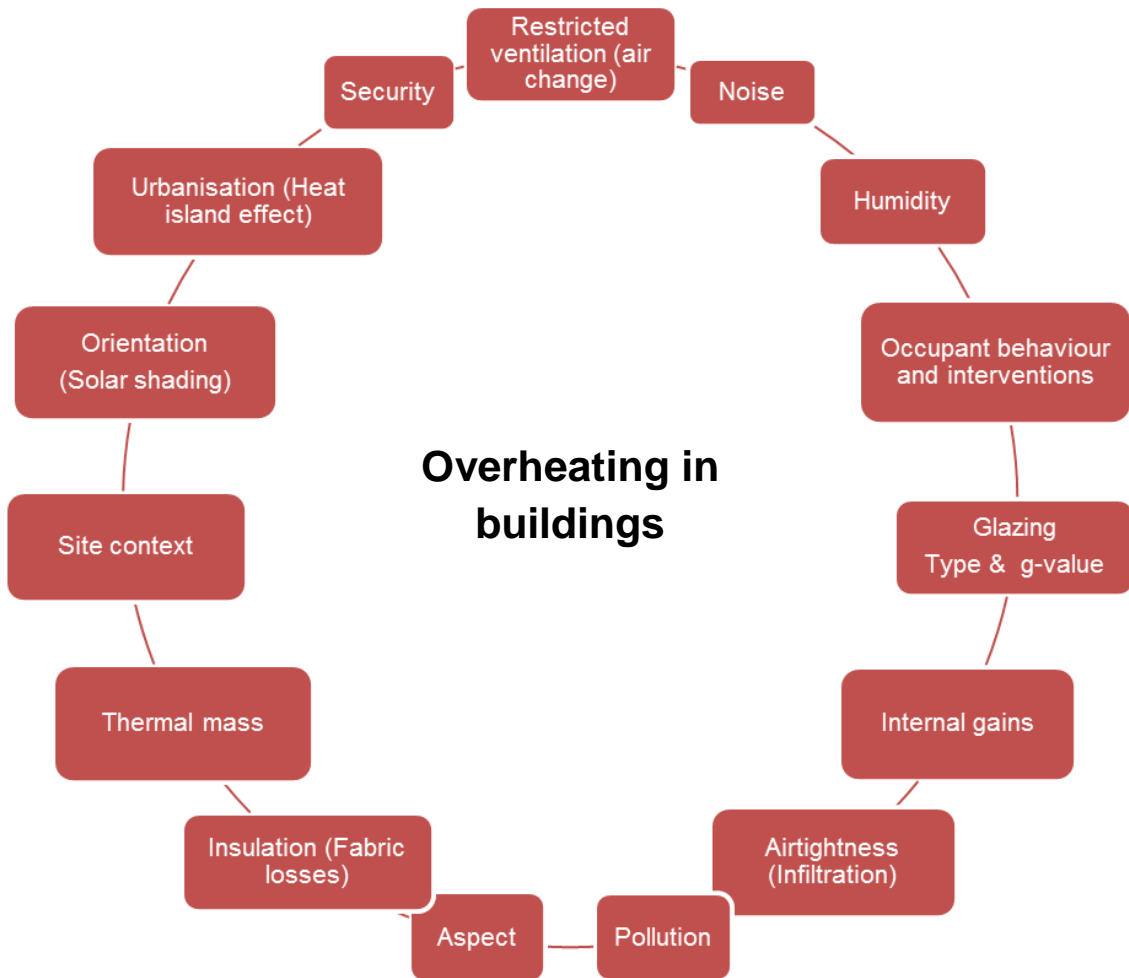 Restricted
ventilation (air
change)
Noise
Humidity
Occupant behaviour
and interventions
Glazing
Type & g-value
Internal gains
Airtightness
(Infiltration)
Pollution
Aspect
Insulation (Fabric
losses)
Thermal mass
Site context
Orientation
(Solar shading)
Urbanisation (Heat
island effect)
Security
Overheating in
buildings